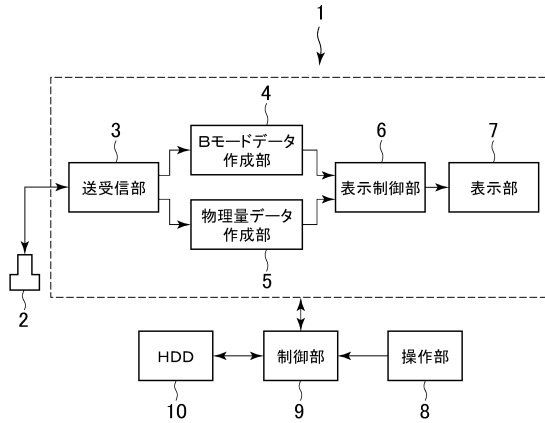 1
4
Bモードデータ
作成部
3
送受信部
6
表示制御部
7
表示部
物理量データ
作成部
5
2
HDD
10
制御部
9
操作部
8